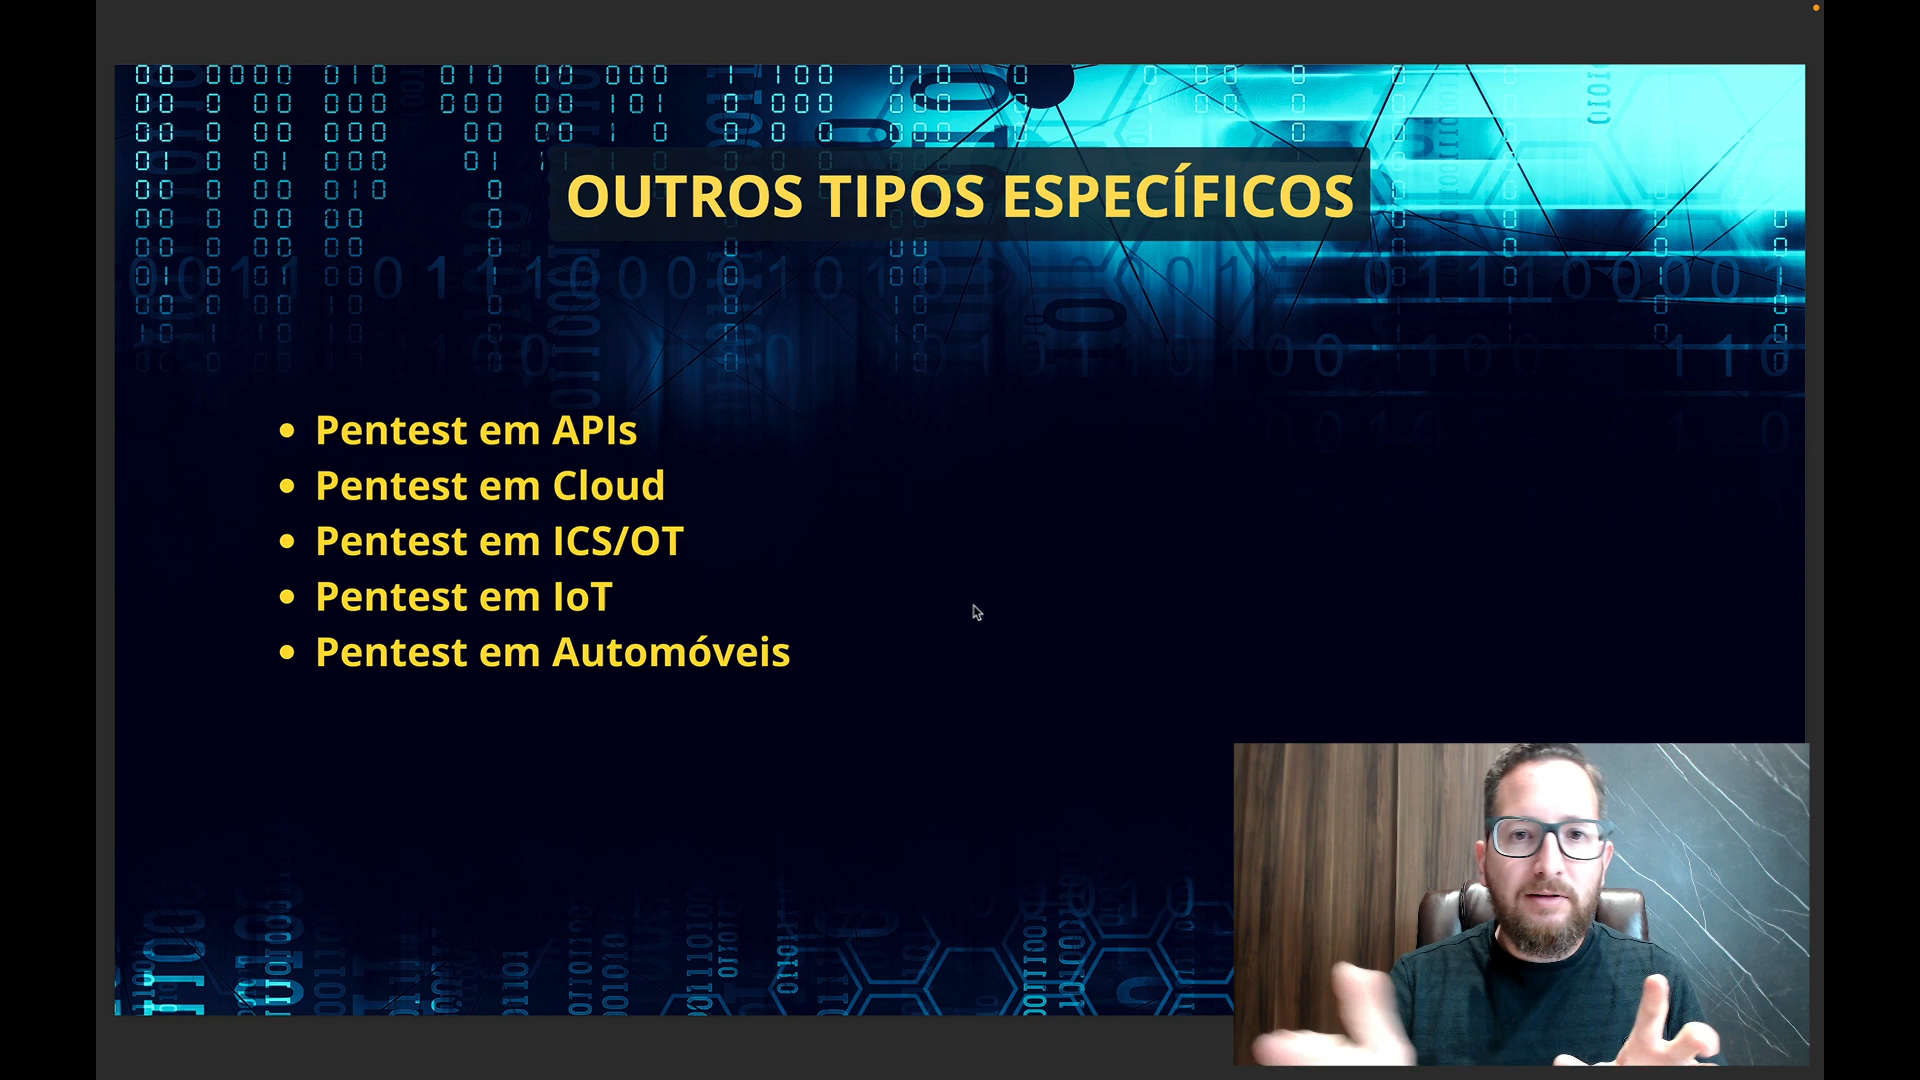 OUTROS TIPOS ESPECÍFICOS
• Pentest em APIs
• Pentest em Cloud
• Pentest em ICS/OT
• Pentest em IoT
• Pentest em Automóveis